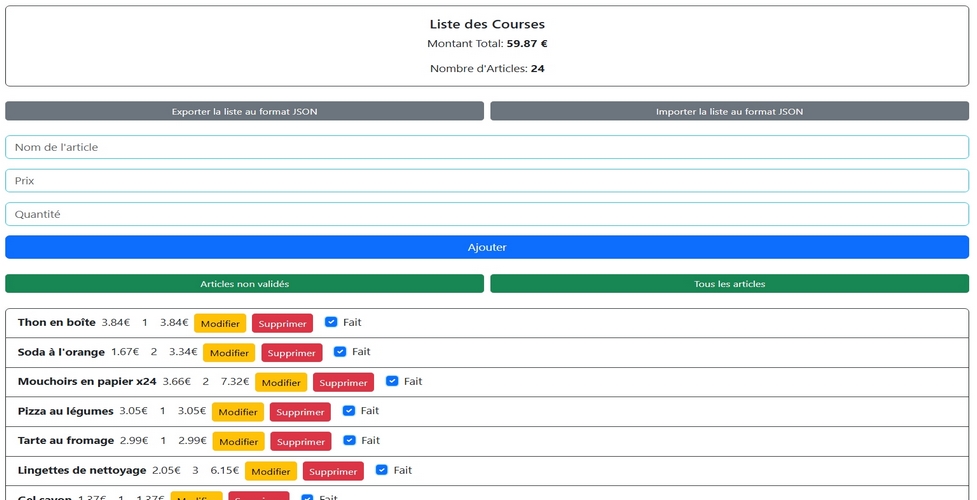 Liste des Courses
Montant Total: 59.87 €
Nombre d'Articles: 24
Exporter la liste au format JSON Importer la liste au format JSON
Nom de l'article
Prix
Quantité
Ajouter
Articles non validés Tous les articles
Thon en boîte 3.84€ 1 3.84€ Modifier Supprimer Fait
Soda à l'orange 1.67€ 2 3.34€ Modifier Supprimer Fait
Mouchoirs en papier x24 3.66€ 2 7.32€ Modifier Supprimer Fait
Pizza au légumes 3.05€ 1 3.05€ Modifier Supprimer Fait
Tarte au fromage 2.99€ 1 2.99€ Modifier Supprimer Fait
Lingettes de nettoyage 2.05€ 3 6.15€ Modifier Supprimer Fait
Gel savon 1.37€ 1 1.37€ Modifier Supprimer Fait